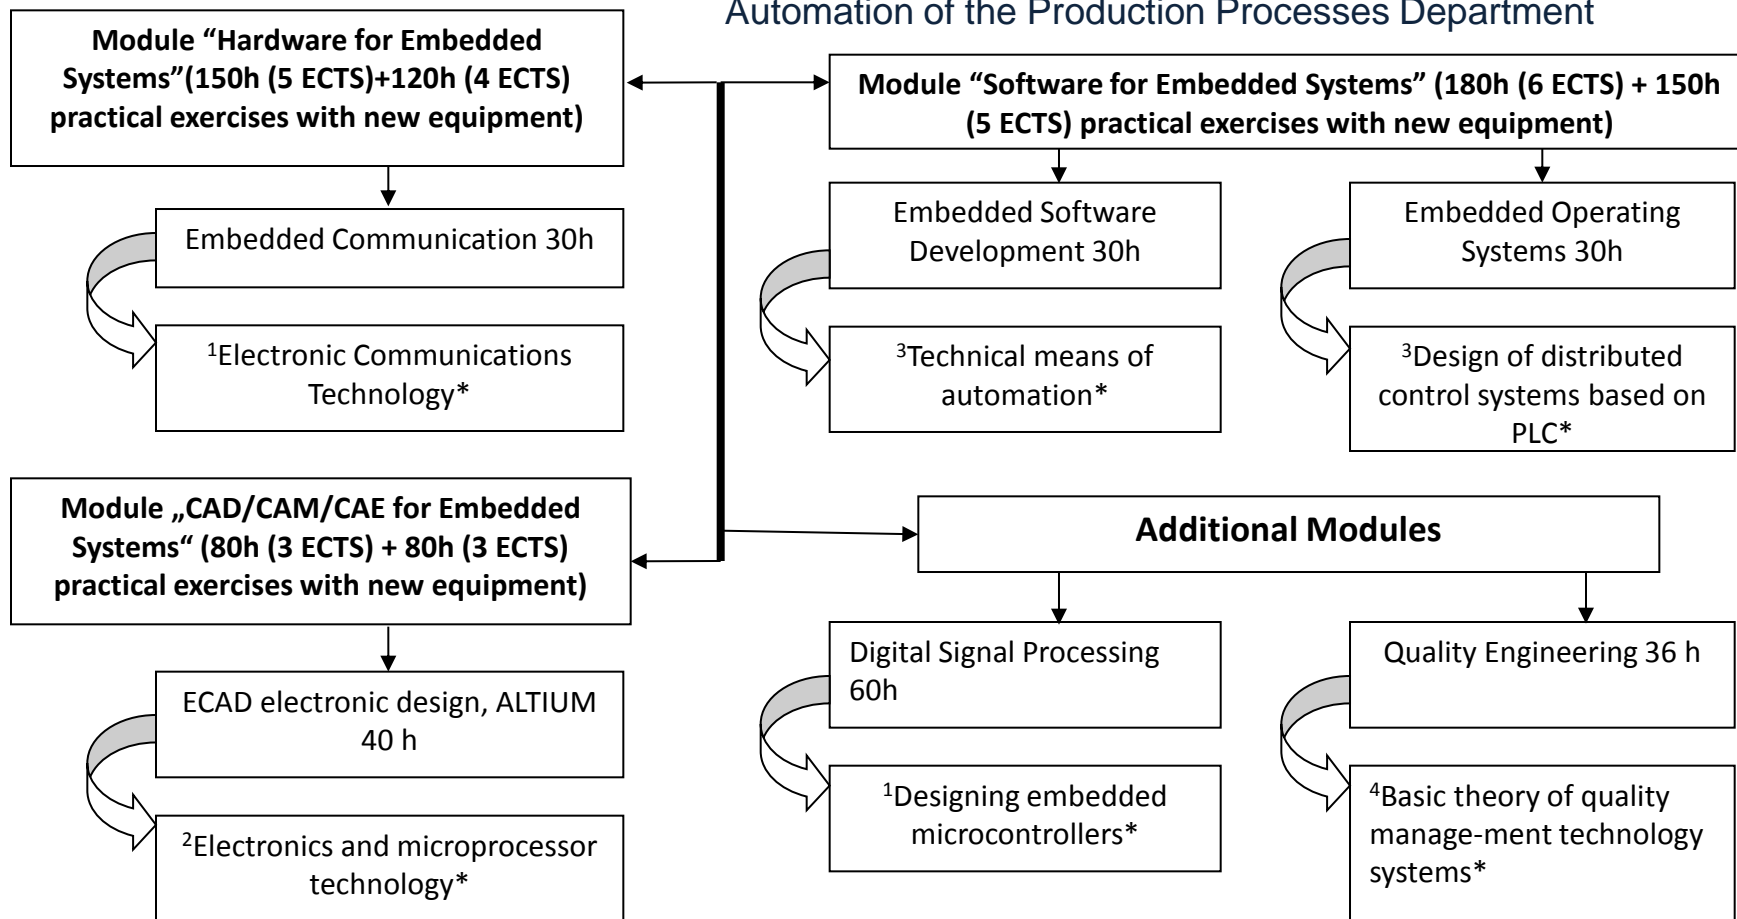 Automation of the Production Processes Department
Module “Hardware for Embedded
Systems”(150h (5 ECTS)+120h (4 ECTS)
practical exercises with new equipment)
Module “Software for Embedded Systems” (180h (6 ECTS) + 150h
(5 ECTS) practical exercises with new equipment)
Embedded Communication 30h
Embedded Software
Development 30h
Embedded Operating
Systems 30h
¹Electronic Communications
Technology*
³Technical means of
automation*
³Design of distributed
control systems based on
PLC*
Module „CAD/CAM/CAE for Embedded
Systems“ (80h (3 ECTS) + 80h (3 ECTS)
practical exercises with new equipment)
Additional Modules
ECAD electronic design, ALTIUM
40 h
Digital Signal Processing
60h
Quality Engineering 36 h
²Electronics and microprocessor
technology*
¹Designing embedded
microcontrollers*
⁴Basic theory of quality
manage-ment technology
systems*